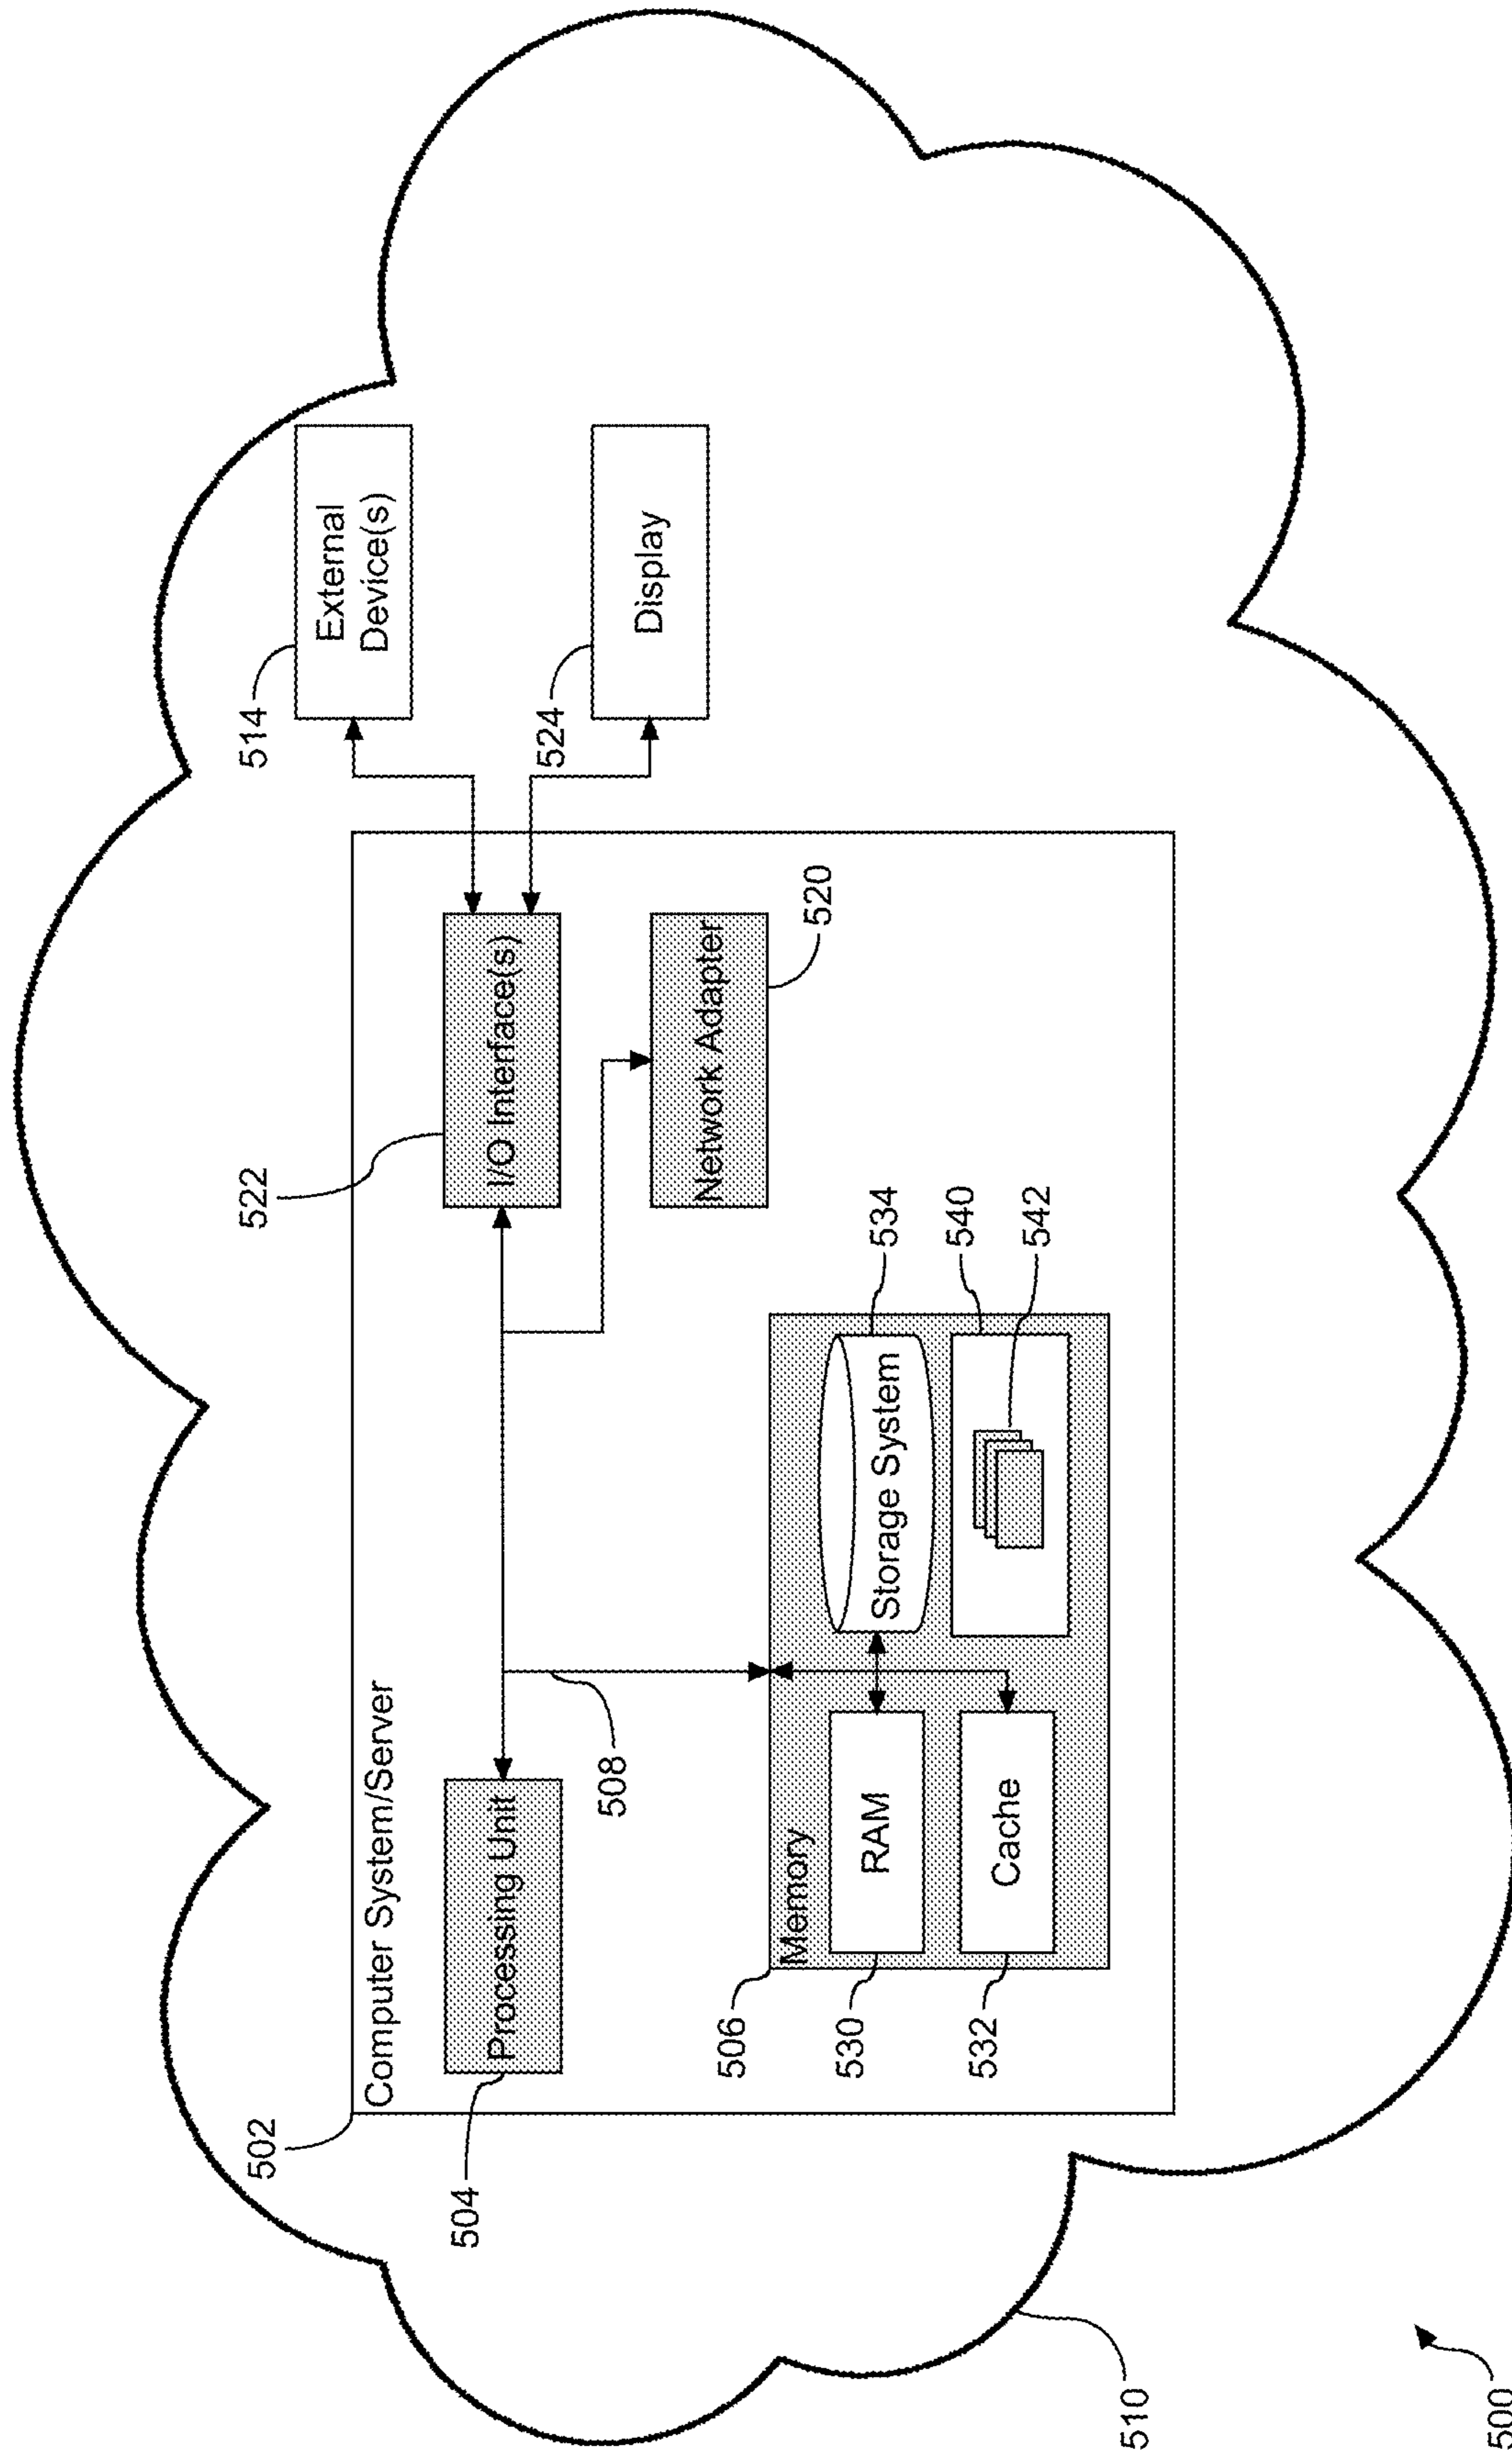 502
Computer System/Server
504
Processing Unit
508
522
I/O Interface(s)
514
External
Device(s)
524
Display
Network Adapter
520
506
Memory
530
RAM
532
Cache
Storage System
534
540
542
510
500